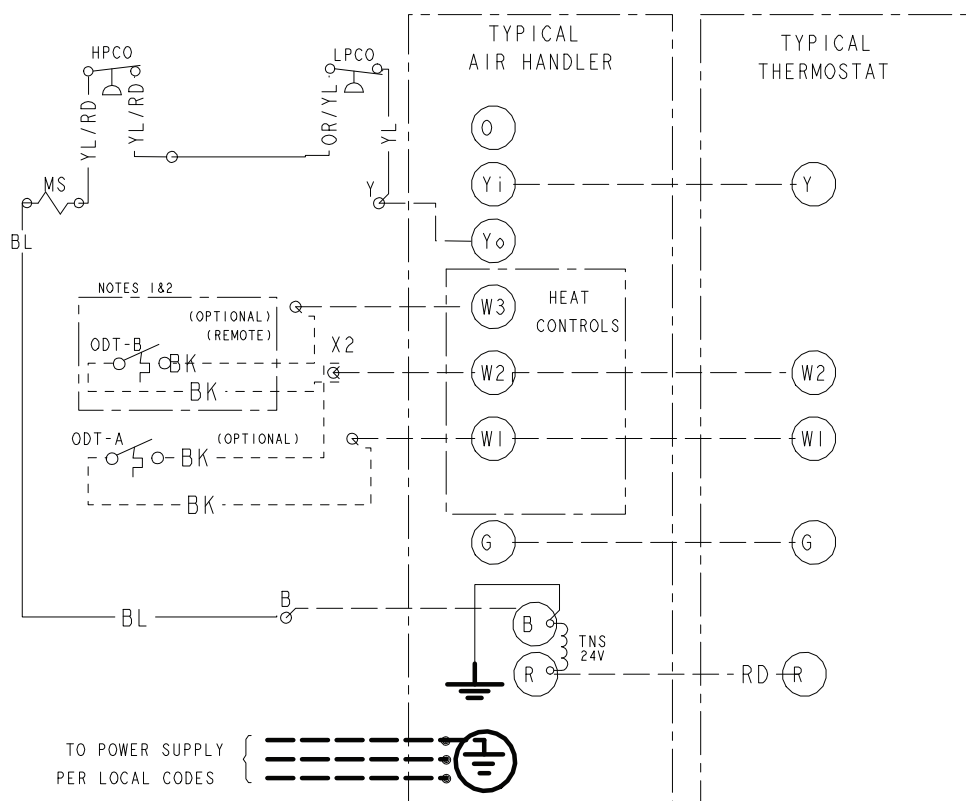 HPCO
LPCO
TYPICAL
AIR HANDLER
TYPICAL
THERMOSTAT
YL/RD
YL/RD
OR/YL
YL
O
MS
Y
Yi
Y
BL
Yo
NOTES 1&2
(OPTIONAL)
(REMOTE)
W3
HEAT
CONTROLS
ODT-B
BK
X2
W2
W2
BK
ODT-A
(OPTIONAL)
W1
W1
BK
BK
G
G
B
BL
B
TNS
24V
R
RD
R
TO POWER SUPPLY
PER LOCAL CODES